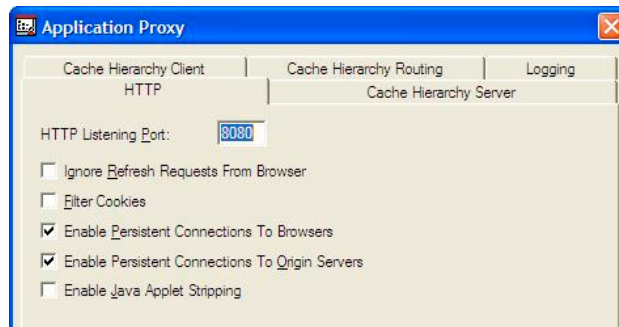 Application Proxy
Cache Hierarchy Client
Cache Hierarchy Routing
Logging
HTTP
Cache Hierarchy Server
HTTP Listening Port: 8080
Ignore Refresh Requests From Browser
Filter Cookies
Enable Persistent Connections To Browsers
Enable Persistent Connections To Origin Servers
Enable Java Applet Stripping